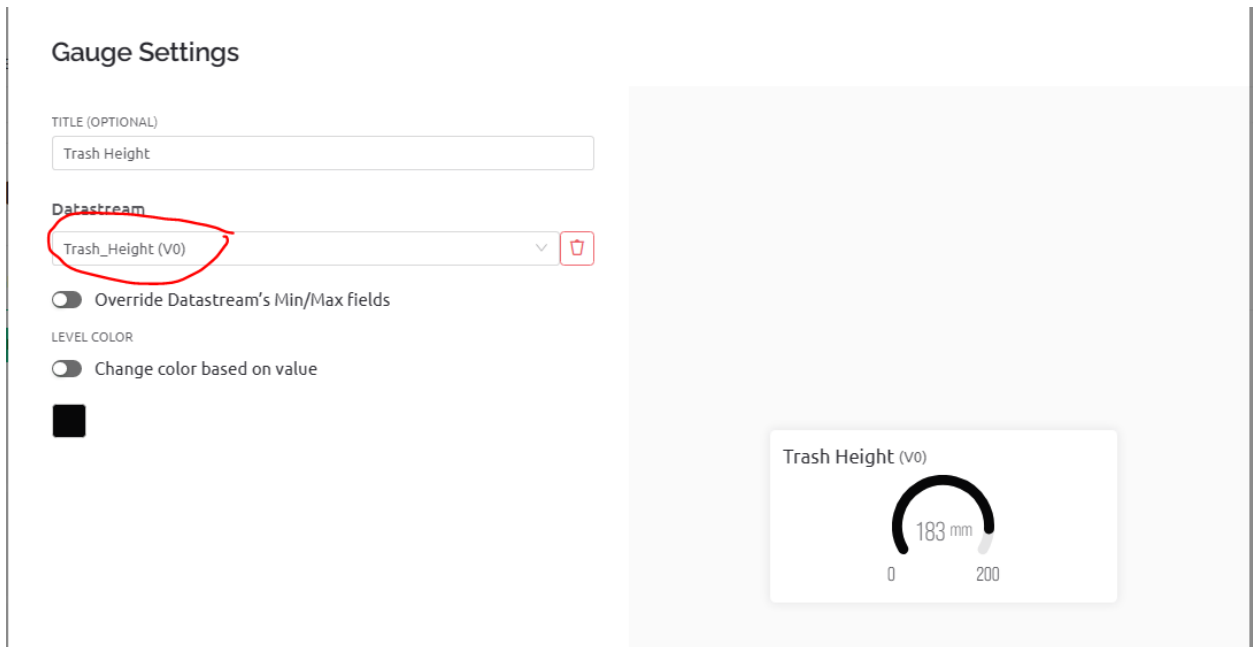 Gauge Settings
TITLE (OPTIONAL)
Trash Height
Datastream
Trash_Height (V0)
Override Datastream's Min/Max fields
LEVEL COLOR
Change color based on value
Trash Height (V0)
183 mm
0 200